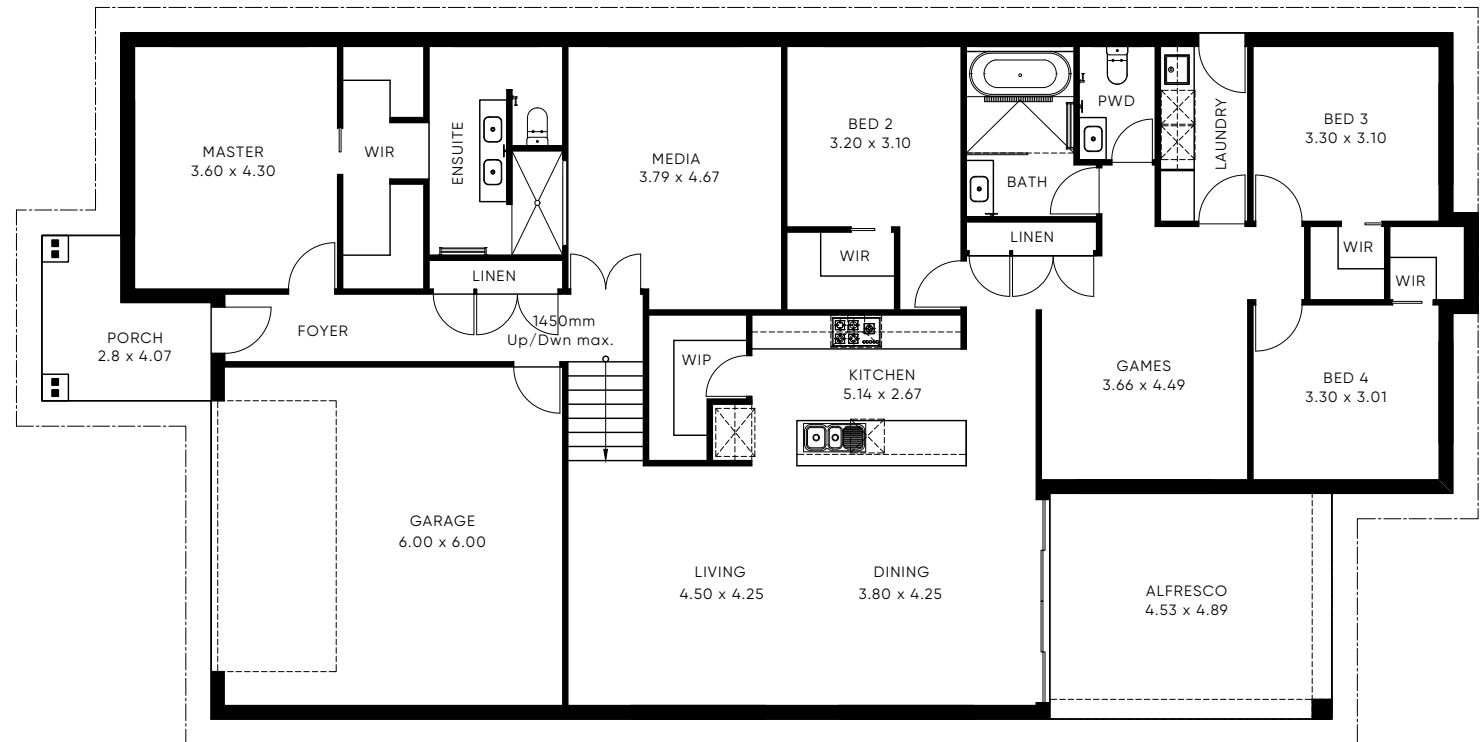 MASTER
3.60 x 4.30
WIR
ENSUITE
LINEN
MEDIA
3.79 x 4.67
BED 2
3.20 x 3.10
WIR
BATH
PWD
LINEN
LAUNDRY
BED 3
3.30 x 3.10
WIR
WIR
PORCH
2.8 x 4.07
FOYER
1450mm
Up/Dwn max.
WIP
KITCHEN
5.14 x 2.67
GAMES
3.66 x 4.49
BED 4
3.30 x 3.01
GARAGE
6.00 x 6.00
LIVING
4.50 x 4.25
DINING
3.80 x 4.25
ALFRESCO
4.53 x 4.89